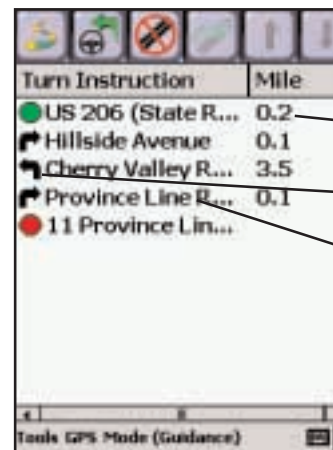 Turn Instruction Mile
US 206 (State R... 0.2
Hillside Avenue 0.1
Cherry Valley R... 3.5
Province Line R... 0.1
11 Province Lin...
Tools GPS Mode (Guidance)